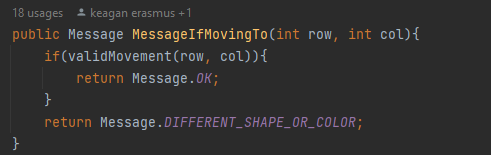 18 usages keagan erasmus +1
public Message MessageIfMovingTo(int row, int col){
    if(validMovement(row, col)){
        return Message.OK;
    }
    return Message.DIFFERENT_SHAPE_OR_COLOR;
}